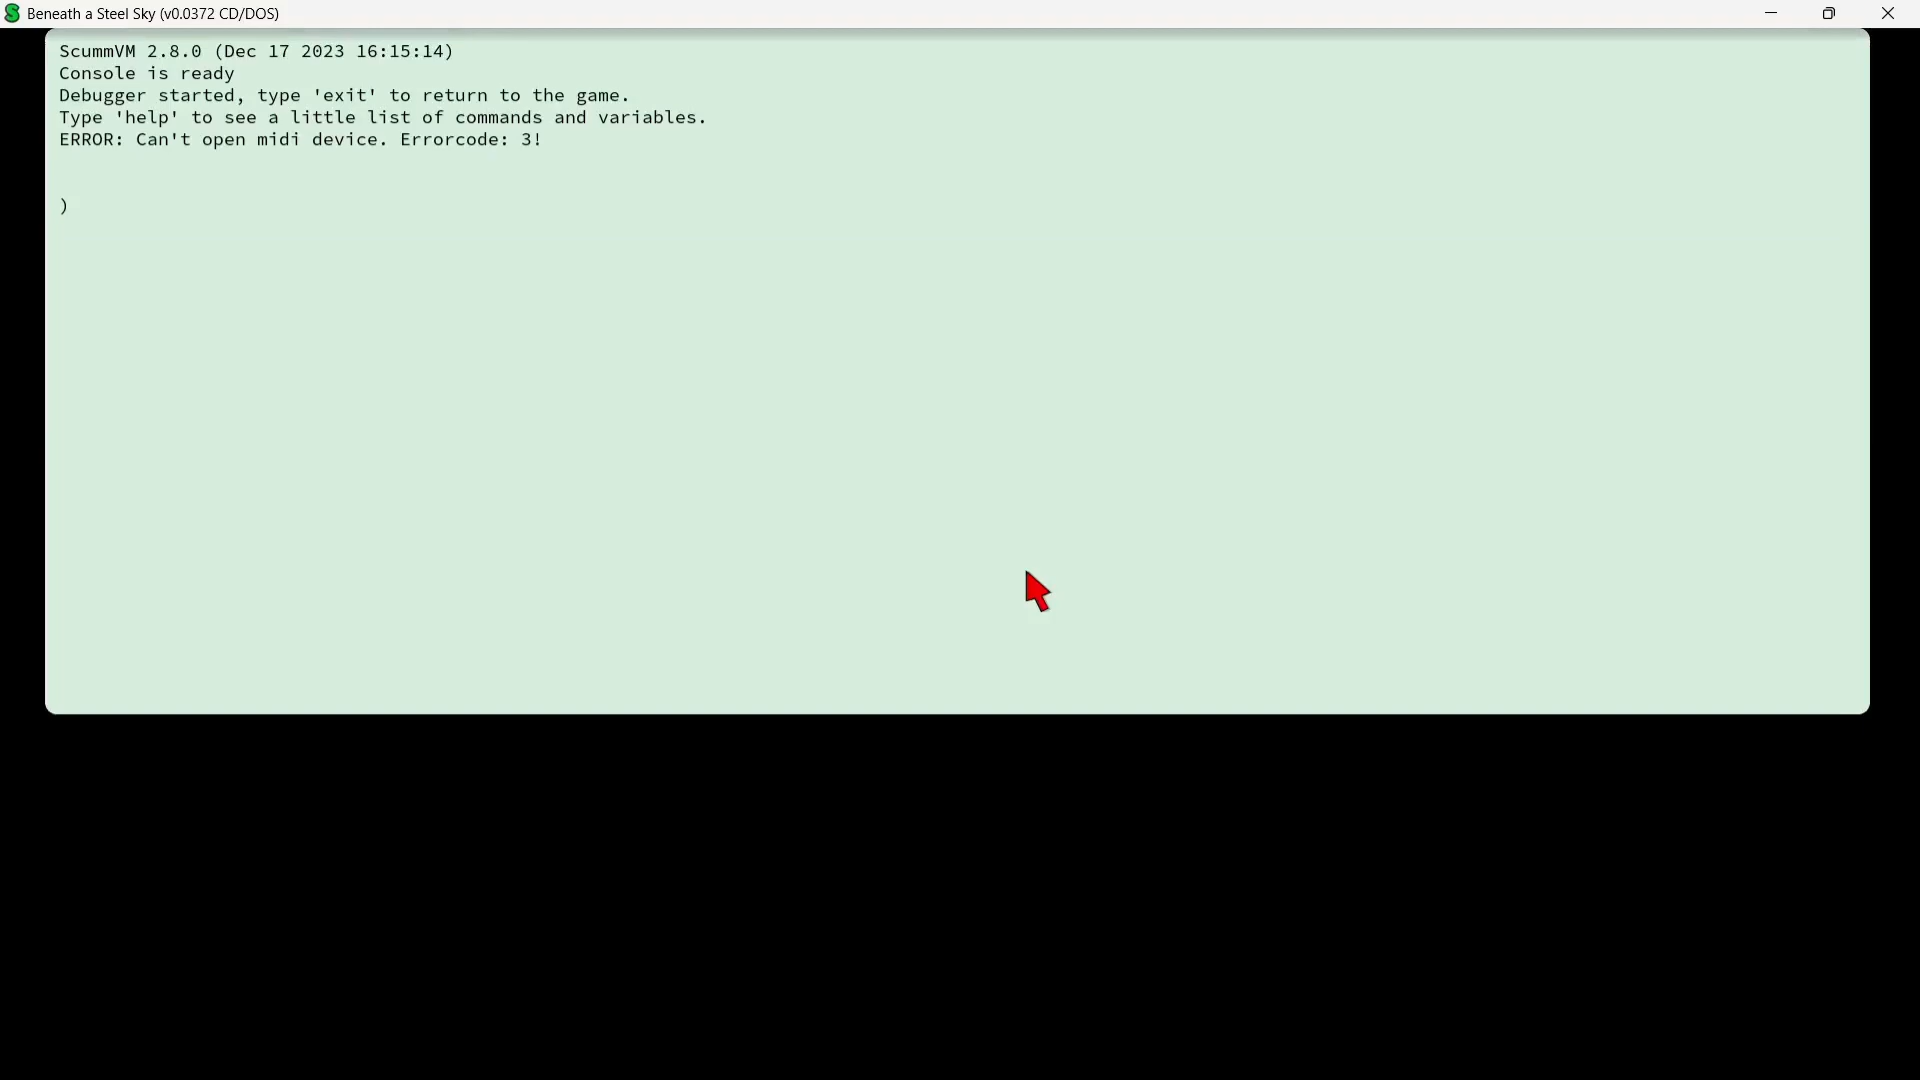 Beneath a Steel Sky (v0.0372 CD/DOS)
ScummVM 2.8.0 (Dec 17 2023 16:15:14)
Console is ready
Debugger started, type 'exit' to return to the game.
Type 'help' to see a little list of commands and variables.
ERROR: Can't open midi device. Errorcode: 3!
)